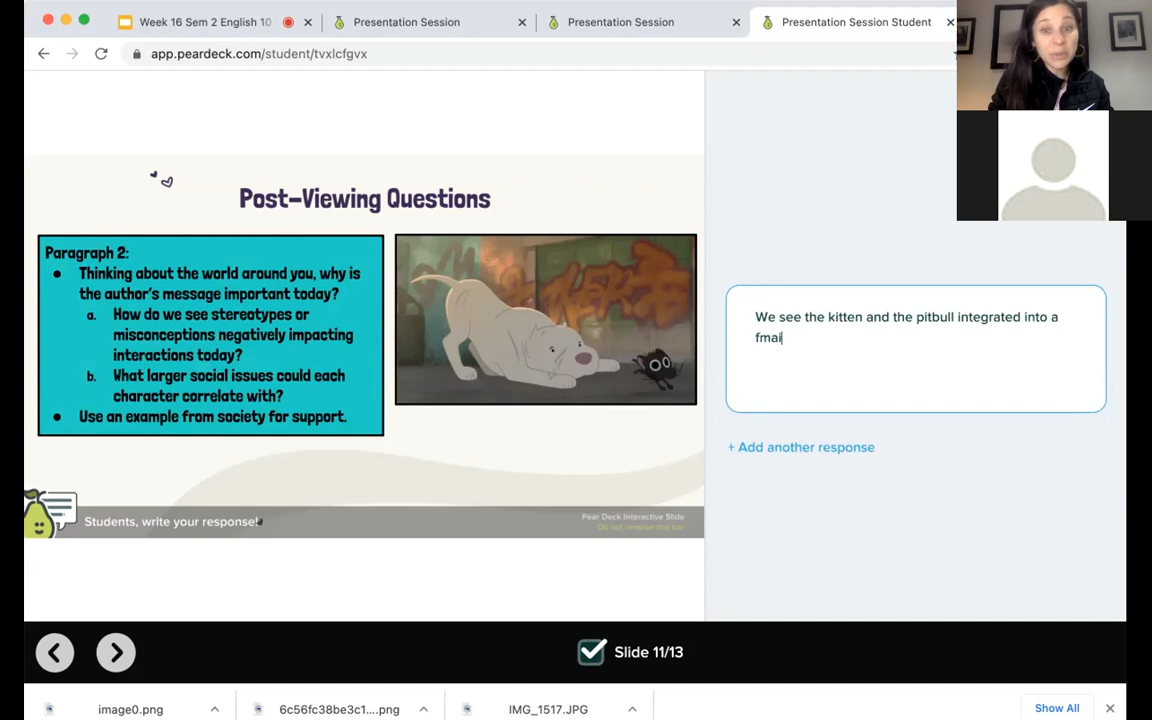 Week 16 Sem 2 English 10
Presentation Session
Presentation Session
Presentation Session Student
app.peardeck.com/student/tvxlcfgvx
Post-Viewing Questions
Paragraph 2:
Thinking about the world around you, why is
the author's message important today?
a. How do we see stereotypes or
misconceptions negatively impacting
interactions today?
b. What larger social issues could each
character correlate with?
Use an example from society for support.
We see the kitten and the pitbull integrated into a
fmai
+ Add another response
Students, write your response!
Pear Deck Interactive Slide
Do not remove this bar
Slide 11/13
image0.png
6c56fc38be3c1....png
IMG_1517.JPG
Show All